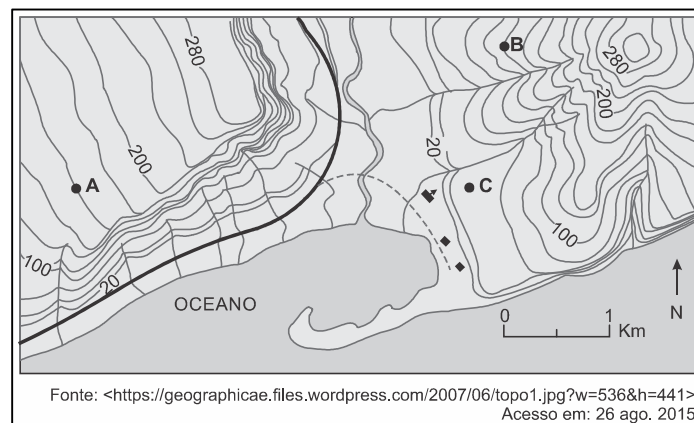 280
B
280
200
200
20
A
C
100
100
20
OCEANO
N
0 1
Km
Fonte: <https://geographicae.files.wordpress.com/2007/06/topo1.jpg?w=536&h=441>
Acesso em: 26 ago. 2015